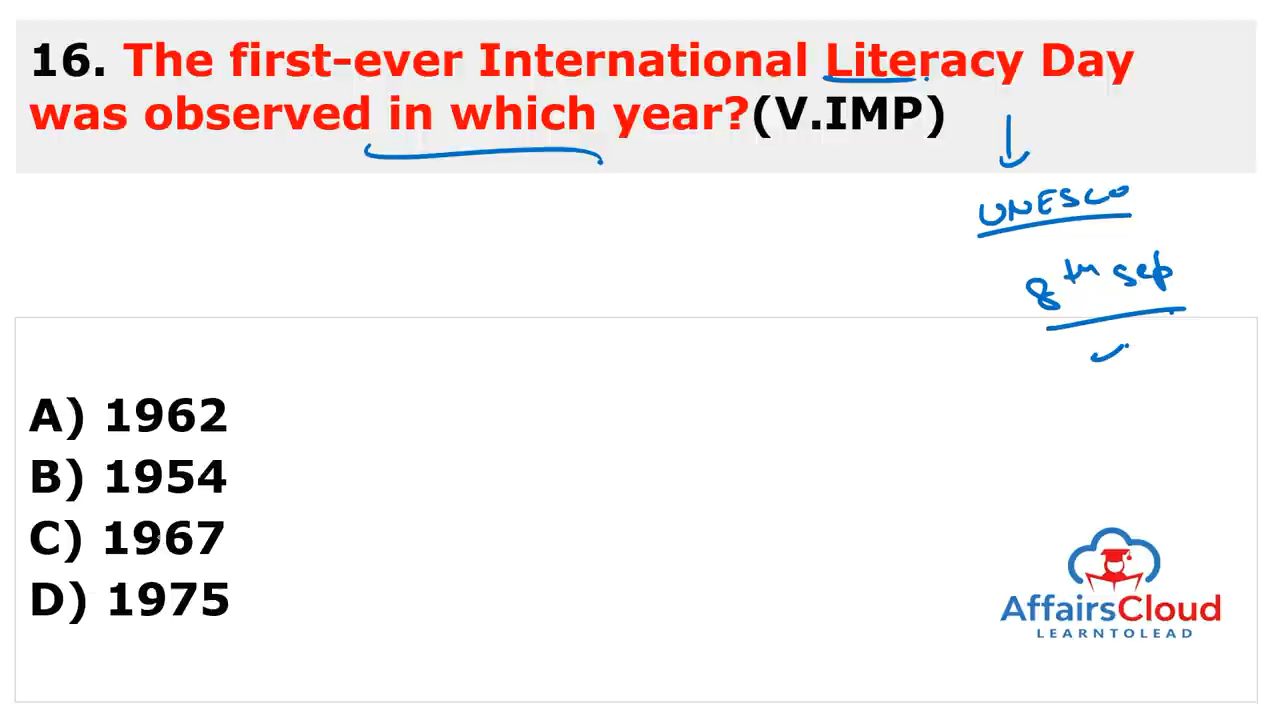 16. The first-ever International Literacy Day
was observed in which year?(V.IMP)
UNESCO
8th sep
A) 1962
B) 1954
C) 1967
D) 1975
AffairsCloud
LEARNTOLEAD